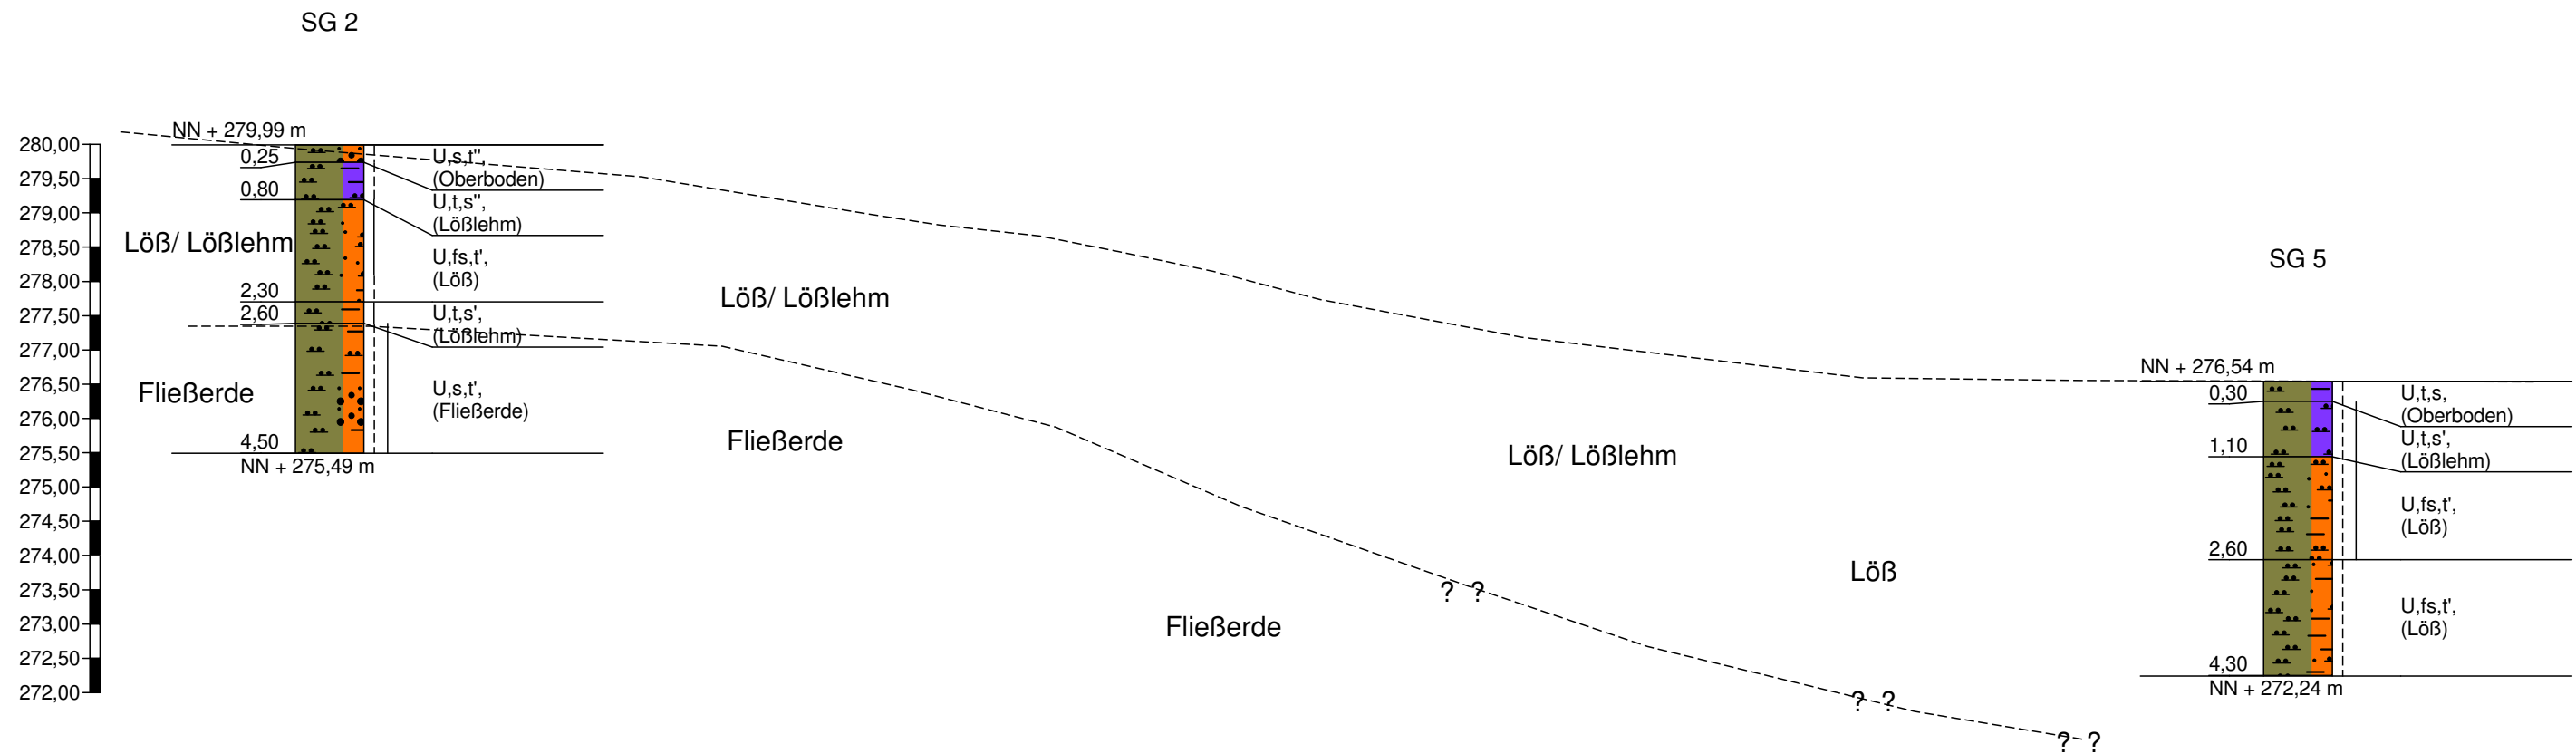 SG 2
280,00
279,50
279,00
278,50
278,00
277,50
277,00
276,50
276,00
275,50
275,00
274,50
274,00
273,50
273,00
272,50
272,00
NN + 279,99 m
0,25
0,80
2,30
2,60
4,50
NN + 275,49 m
Löß/ Lößlehm
Fließerde
U,s,t'',
(Oberboden)
U,t,s'',
(Lößlehm)
U,fs,t',
(Löß)
U,t,s',
(Lößlehm)
U,s,t',
(Fließerde)
Löß/ Lößlehm
Fließerde
Fließerde
Löß/ Lößlehm
Löß
? ?
? ?
? ?
SG 5
NN + 276,54 m
0,30
1,10
2,60
4,30
NN + 272,24 m
U,t,s,
(Oberboden)
U,t,s',
(Lößlehm)
U,fs,t',
(Löß)
U,fs,t',
(Löß)